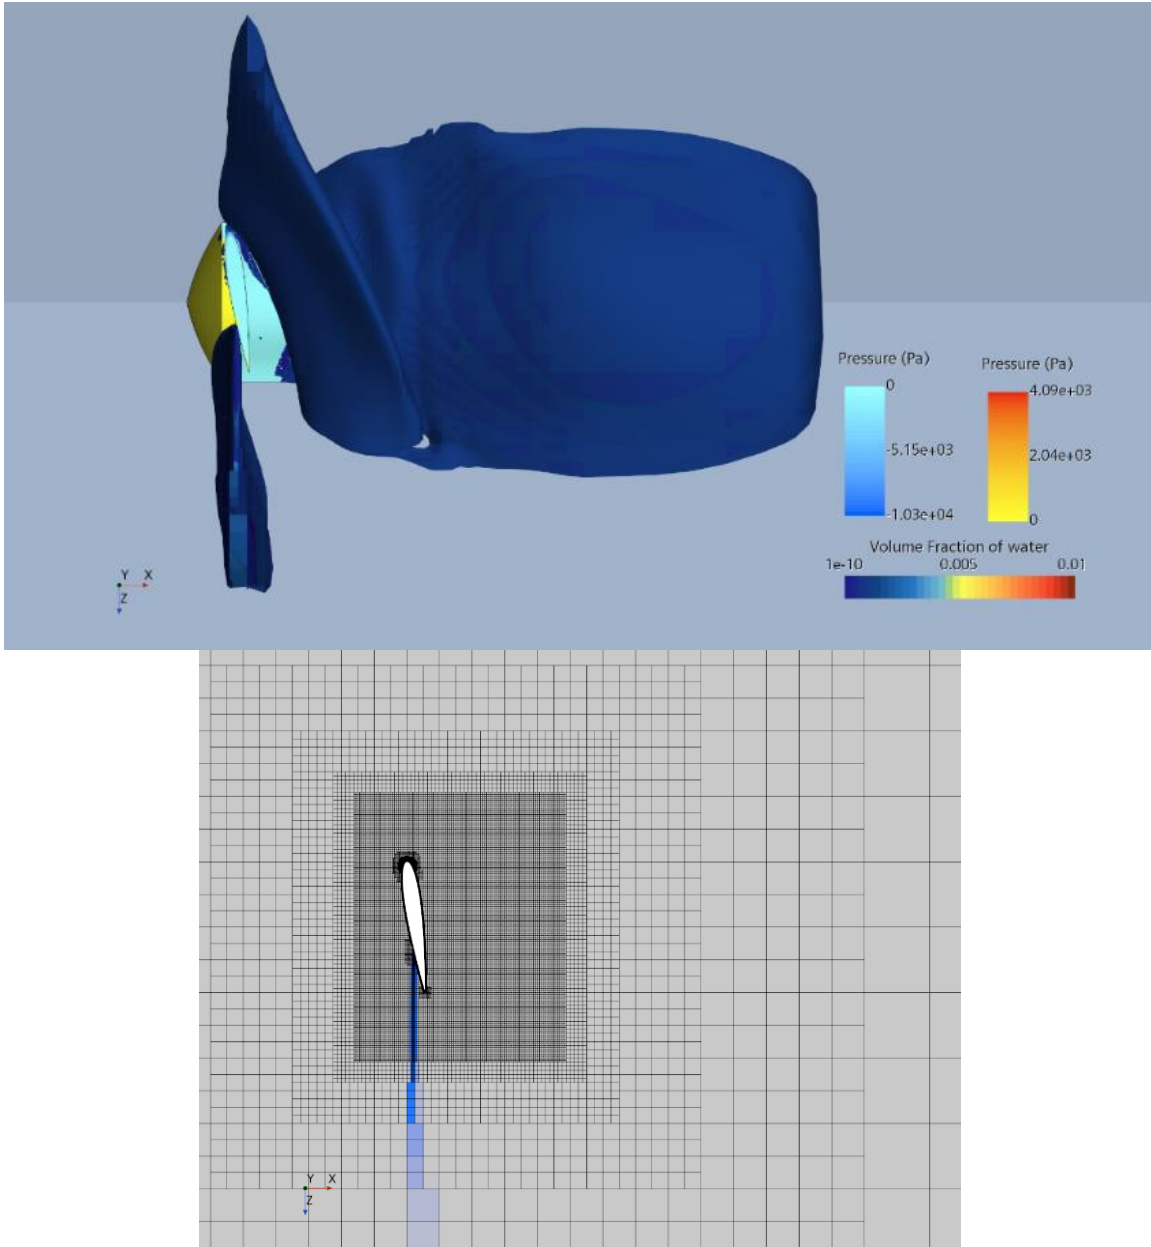 Pressure (Pa)
0
-5.15e+03
-1.03e+04
Pressure (Pa)
4.09e+03
2.04e+03
0
Volume Fraction of water
1e-10 0.005 0.01
Y X
Z
Y X
Z